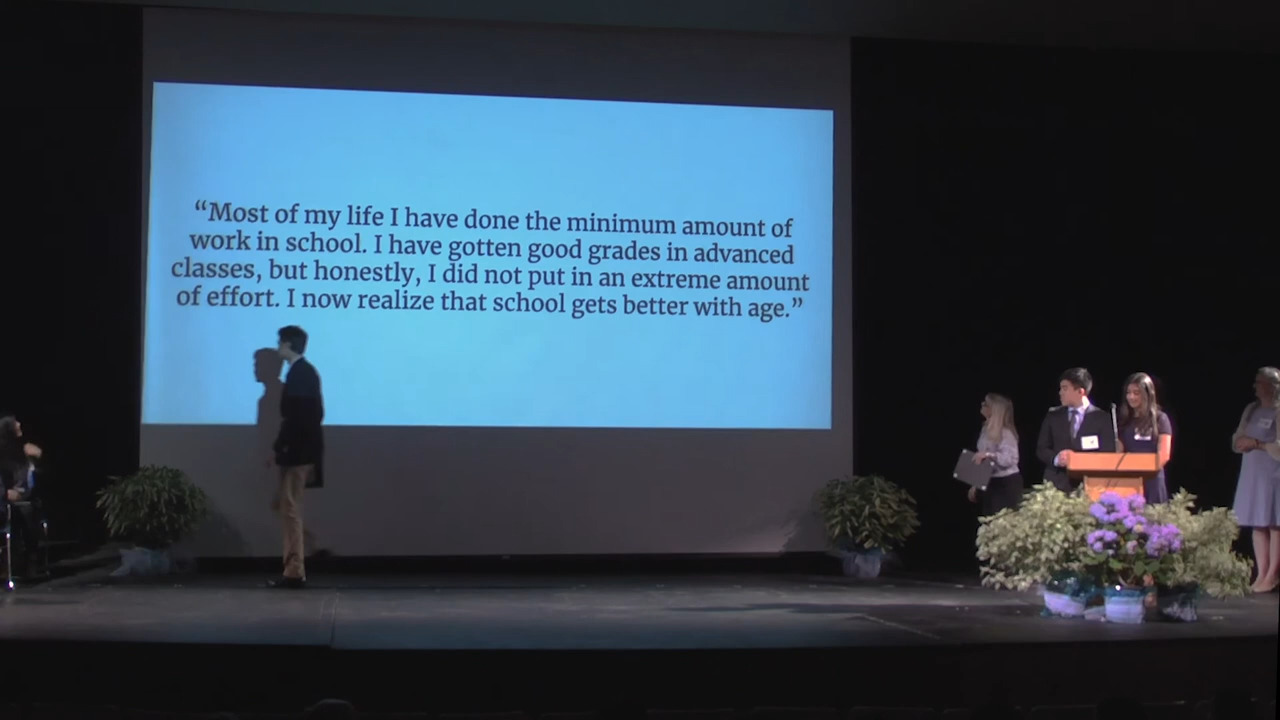 “Most of my life I have done the minimum amount of
work in school. I have gotten good grades in advanced
classes, but honestly, I did not put in an extreme amount
of effort. I now realize that school gets better with age.”